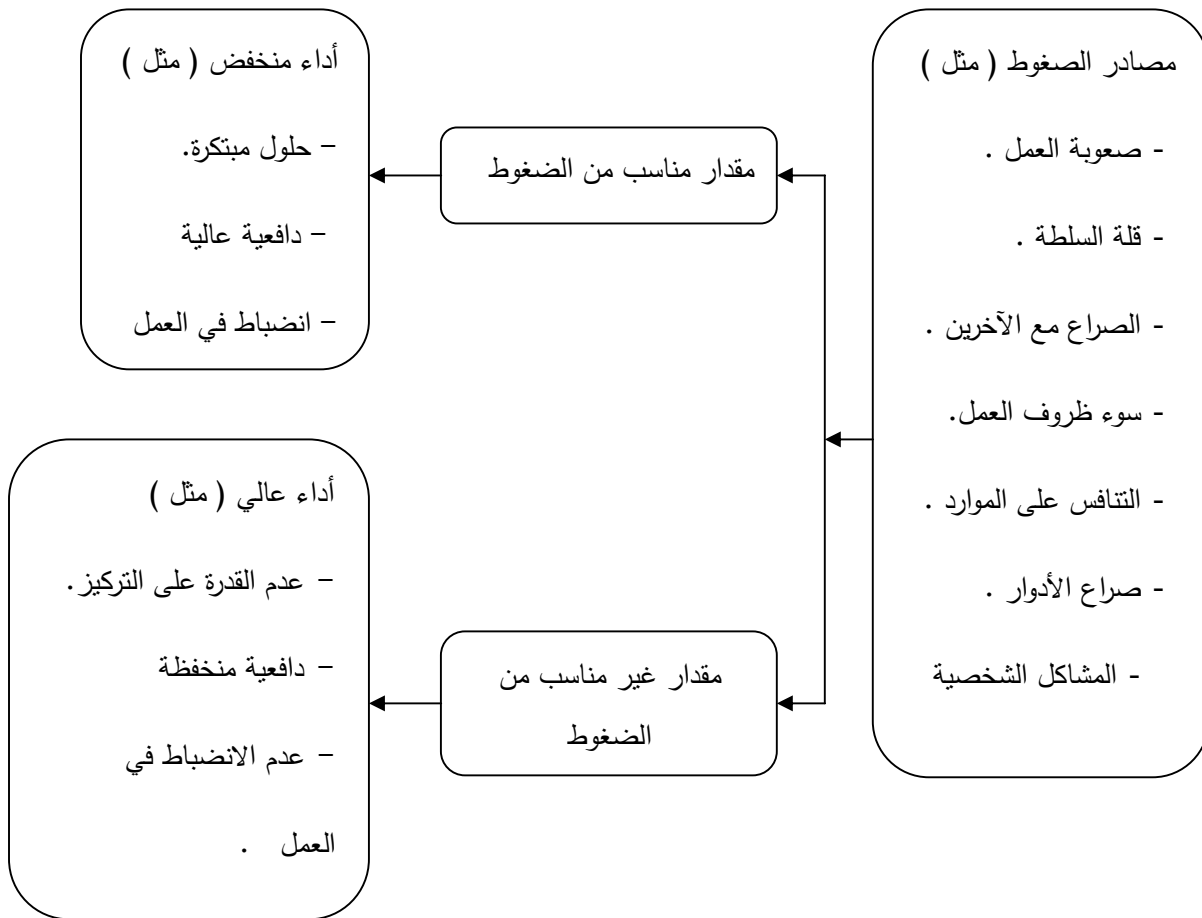 مصادر الصغوط ( مثل )
- صعوبة العمل .
- قلة السلطة .
- الصراع مع الآخرين .
- سوء ظروف العمل.
- التنافس على الموارد .
- صراع الأدوار .
- المشاكل الشخصية
مقدار مناسب من الضغوط
أداء منخفض ( مثل )
– حلول مبتكرة.
– دافعية عالية
– انضباط في العمل
مقدار غير مناسب من
الضغوط
أداء عالي ( مثل )
– عدم القدرة على التركيز.
– دافعية منخفظة
– عدم الانضباط في
العمل .